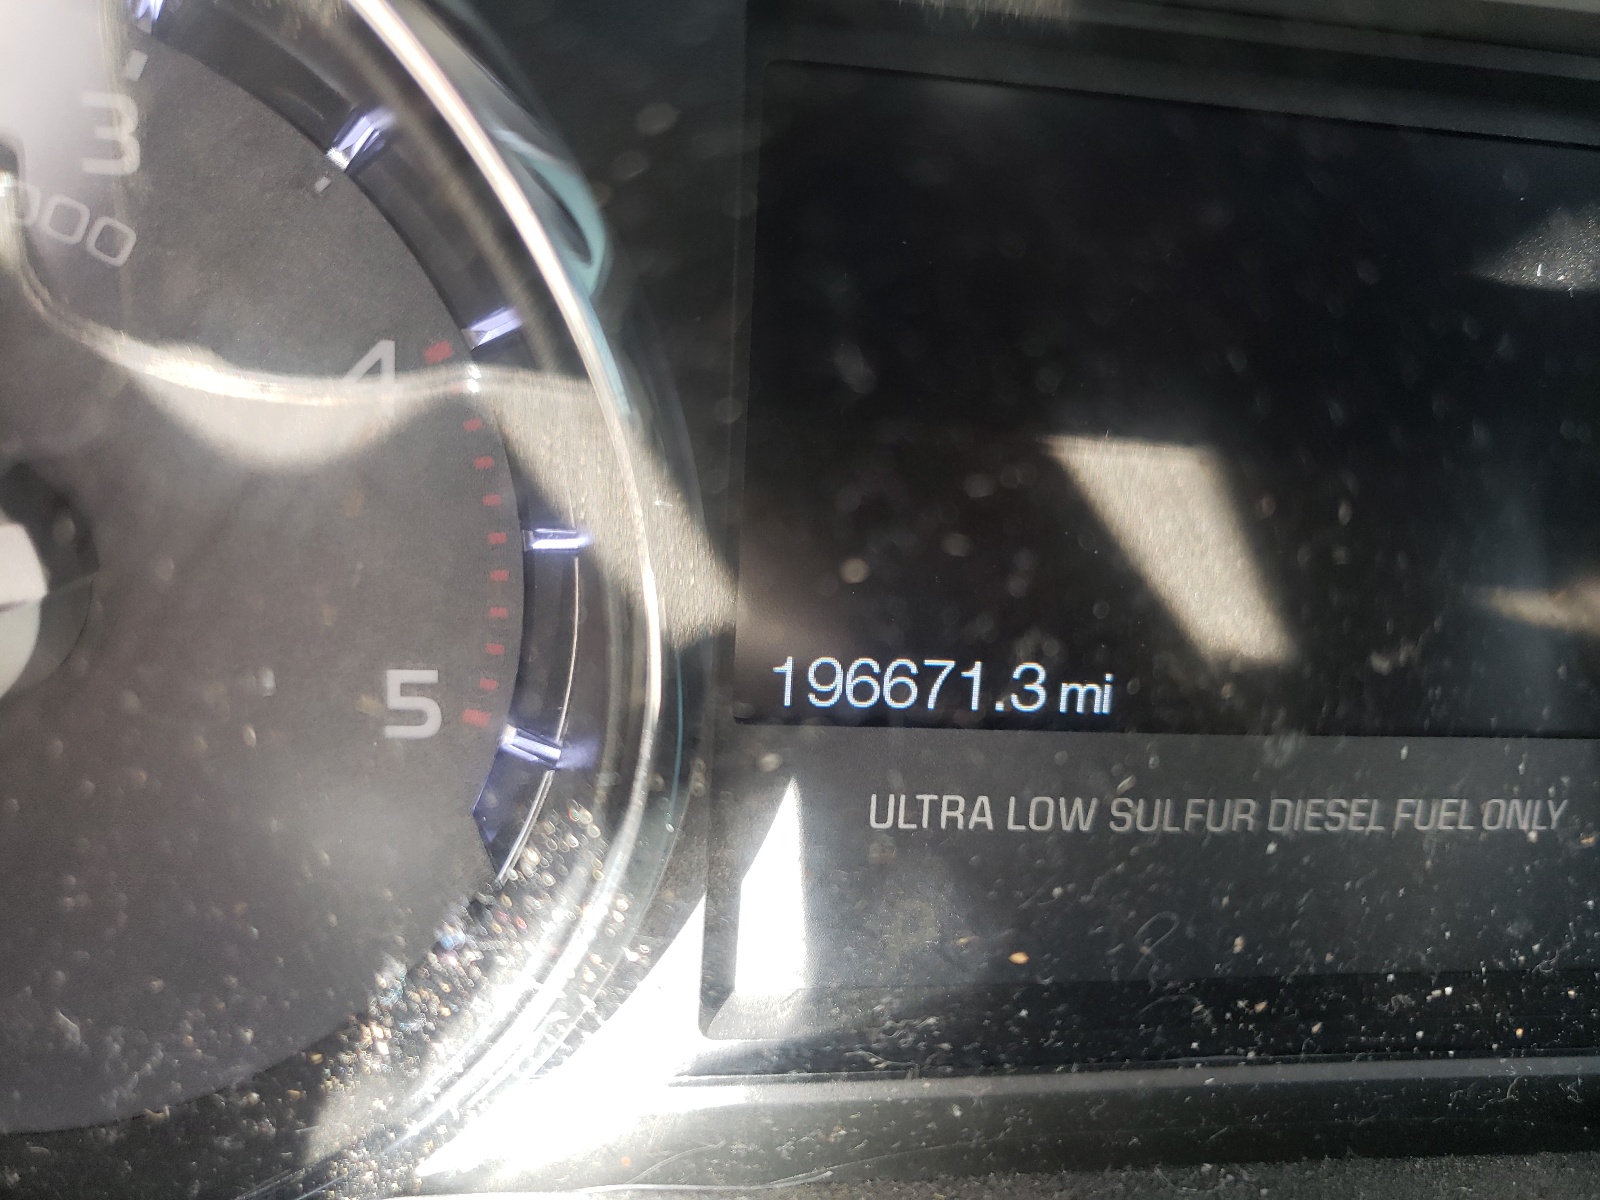 3
000
4
5
196671.3 mi
ULTRA LOW SULFUR DIESEL FUEL ONLY